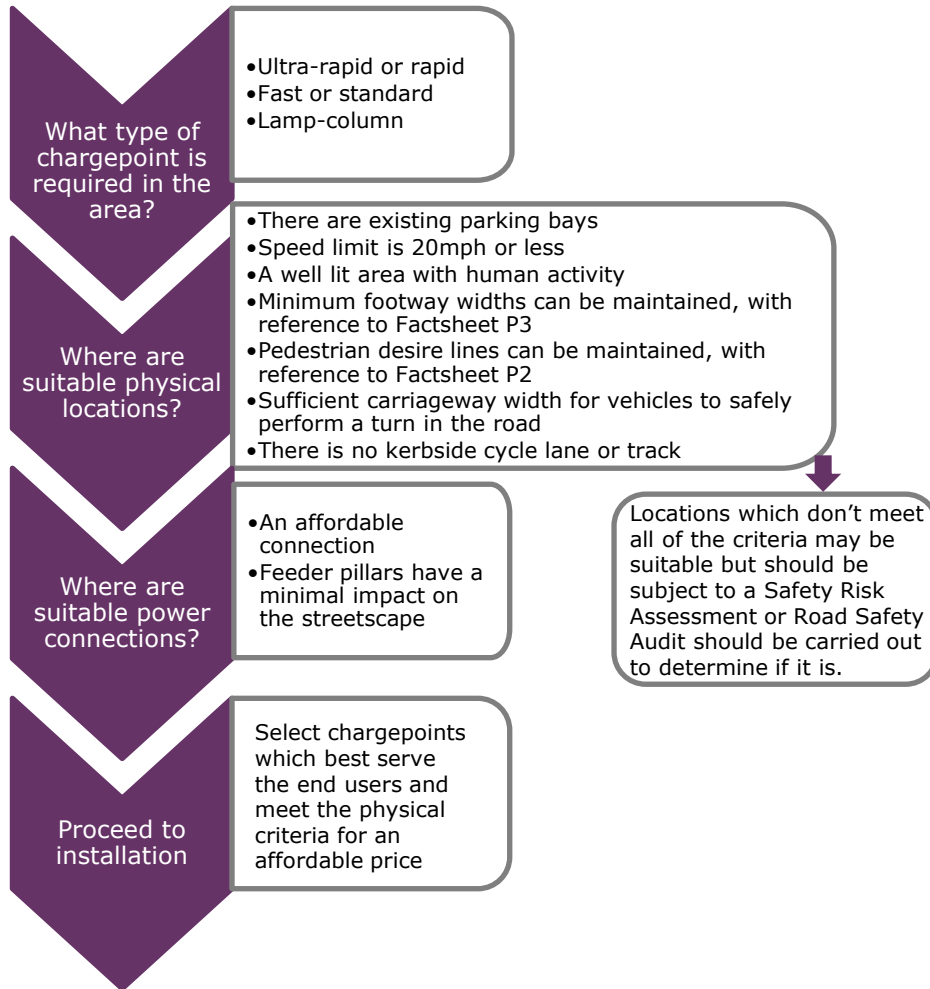 What type of
chargepoint is
required in the
area?
•Ultra-rapid or rapid
•Fast or standard
•Lamp-column
Where are
suitable physical
locations?
•There are existing parking bays
•Speed limit is 20mph or less
•A well lit area with human activity
•Minimum footway widths can be maintained, with
reference to Factsheet P3
•Pedestrian desire lines can be maintained, with
reference to Factsheet P2
•Sufficient carriageway width for vehicles to safely
perform a turn in the road
•There is no kerbside cycle lane or track
Locations which don’t meet
all of the criteria may be
suitable but should be
subject to a Safety Risk
Assessment or Road Safety
Audit should be carried out
to determine if it is.
Where are
suitable power
connections?
•An affordable
connection
•Feeder pillars have a
minimal impact on
the streetscape
Proceed to
installation
Select chargepoints
which best serve
the end users and
meet the physical
criteria for an
affordable price